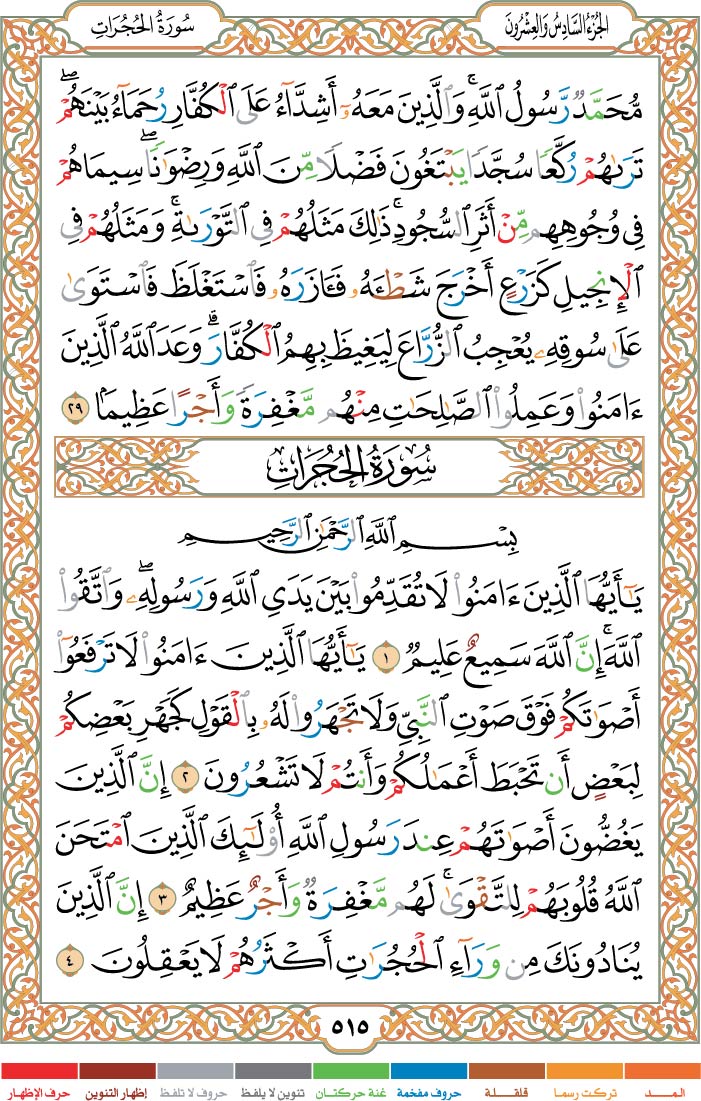 الجُزْءُ السَّادِسُ وَالعِشْرُونَ
سُورَةُ الحُجُرَاتِ
مُّحَمَّدٌ رَّسُولُ ٱللَّهِۚ وَٱلَّذِينَ مَعَهُۥٓ أَشِدَّآءُ عَلَى ٱلْكُفَّارِ رُحَمَآءُ بَيْنَهُمْۖ
تَرَىٰهُمْ رُكَّعًا سُجَّدًا يَبْتَغُونَ فَضْلًا مِّنَ ٱللَّهِ وَرِضْوَٰنًاۖ سِيمَاهُمْ
فِى وُجُوهِهِم مِّنْ أَثَرِ ٱلسُّجُودِۚ ذَٰلِكَ مَثَلُهُمْ فِى ٱلتَّوْرَىٰةِۚ وَمَثَلُهُمْ فِى
ٱلْإِنجِيلِ كَزَرْعٍ أَخْرَجَ شَطْـَٔهُۥ فَـَٔازَرَهُۥ فَٱسْتَغْلَظَ فَٱسْتَوَىٰ
عَلَىٰ سُوقِهِۦ يُعْجِبُ ٱلزُّرَّاعَ لِيَغِيظَ بِهِمُ ٱلْكُفَّارَۗ وَعَدَ ٱللَّهُ ٱلَّذِينَ
ءَامَنُوا۟ وَعَمِلُوا۟ ٱلصَّٰلِحَٰتِ مِنْهُم مَّغْفِرَةً وَأَجْرًا عَظِيمًۢا ٢٩
سُورَةُ الحُجُرَاتِ
بِسْمِ ٱللَّهِ ٱلرَّحْمَٰنِ ٱلرَّحِيمِ
يَٰٓأَيُّهَا ٱلَّذِينَ ءَامَنُوا۟ لَا تُقَدِّمُوا۟ بَيْنَ يَدَىِ ٱللَّهِ وَرَسُولِهِۦۖ وَٱتَّقُوا۟
ٱللَّهَۚ إِنَّ ٱللَّهَ سَمِيعٌ عَلِيمٌ ١ يَٰٓأَيُّهَا ٱلَّذِينَ ءَامَنُوا۟ لَا تَرْفَعُوٓا۟
أَصْوَٰتَكُمْ فَوْقَ صَوْتِ ٱلنَّبِىِّ وَلَا تَجْهَرُوا۟ لَهُۥ بِٱلْقَوْلِ كَجَهْرِ بَعْضِكُمْ
لِبَعْضٍ أَن تَحْبَطَ أَعْمَٰلُكُمْ وَأَنتُمْ لَا تَشْعُرُونَ ٢ إِنَّ ٱلَّذِينَ
يَغُضُّونَ أَصْوَٰتَهُمْ عِندَ رَسُولِ ٱللَّهِ أُو۟لَٰٓئِكَ ٱلَّذِينَ ٱمْتَحَنَ
ٱللَّهُ قُلُوبَهُمْ لِلتَّقْوَىٰۚ لَهُم مَّغْفِرَةٌ وَأَجْرٌ عَظِيمٌ ٣ إِنَّ ٱلَّذِينَ
يُنَادُونَكَ مِن وَرَآءِ ٱلْحُجُرَٰتِ أَكْثَرُهُمْ لَا يَعْقِلُونَ ٤
٥١٥
المــــد تركت رسما قلقـــلة حروف مفخمة غنة حركتان تنوين لا يلفظ حروف لا تلفظ إظهار التنوين حرف الإظهار